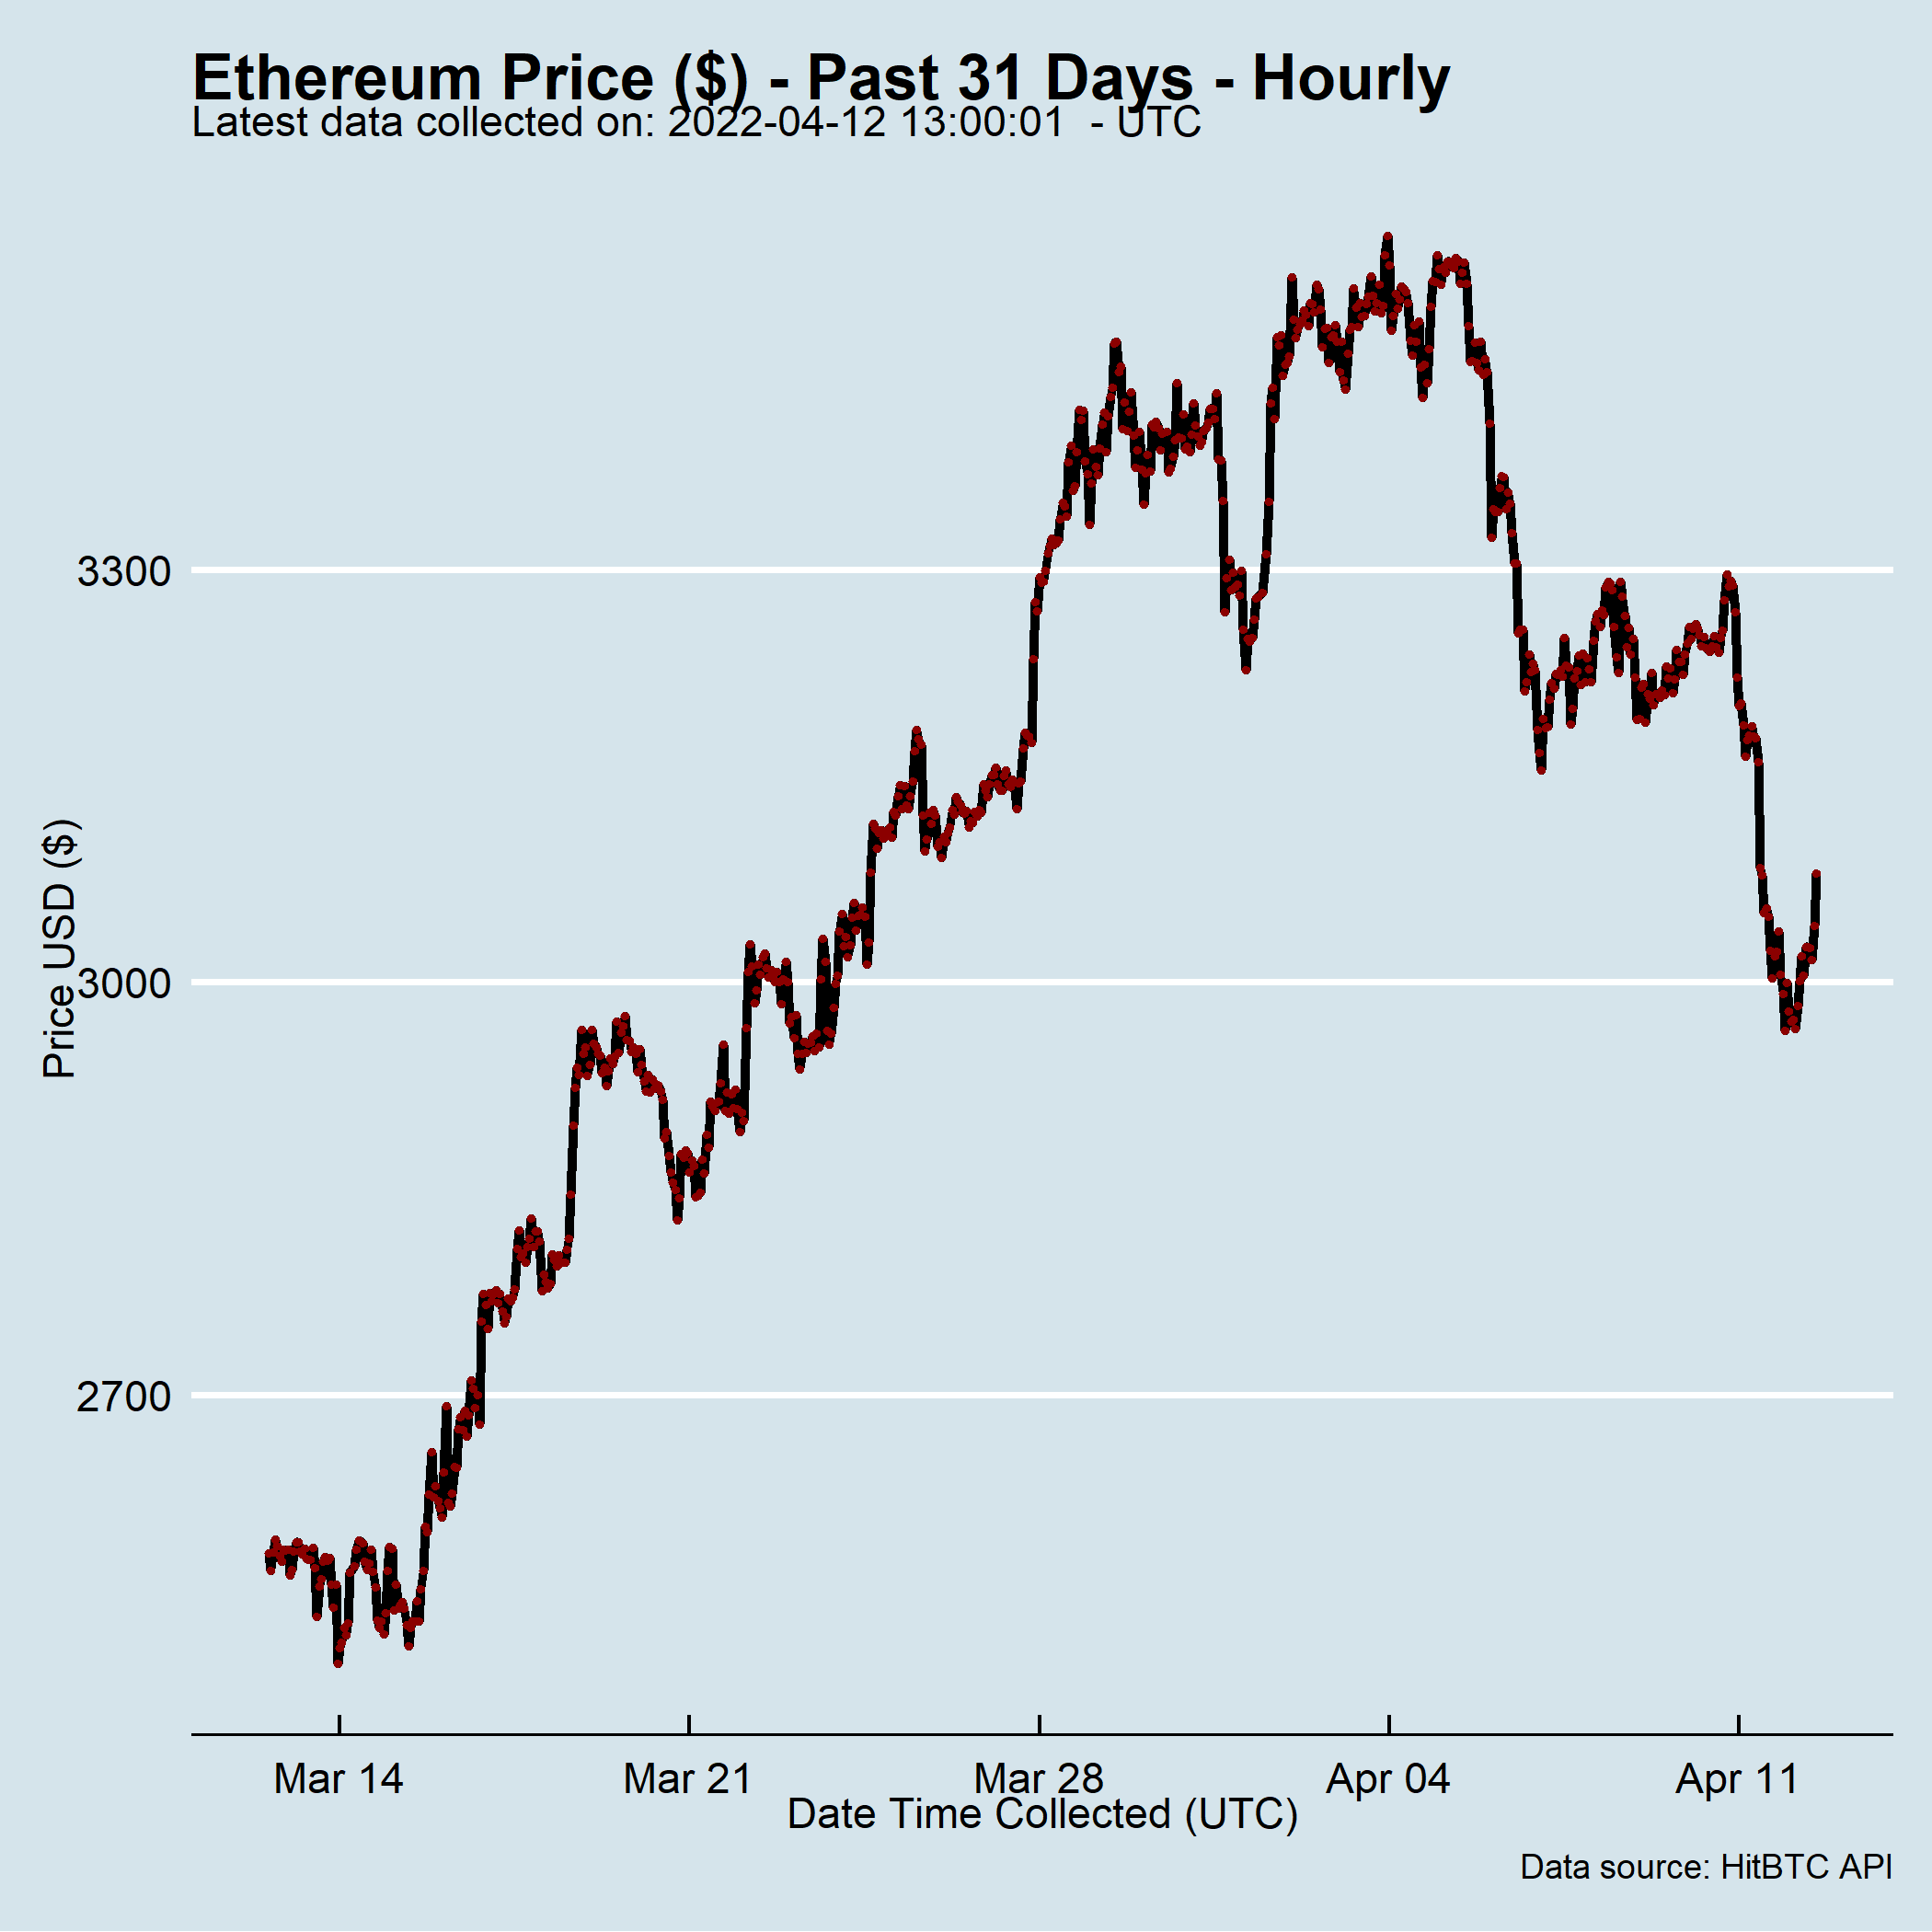 Ethereum Price ($) - Past 31 Days - Hourly
Latest data collected on: 2022-04-12 13:00:01  - UTC
Price USD ($)
3300
3000
2700
Mar 14
Mar 21
Mar 28
Apr 04
Apr 11
Date Time Collected (UTC)
Data source: HitBTC API